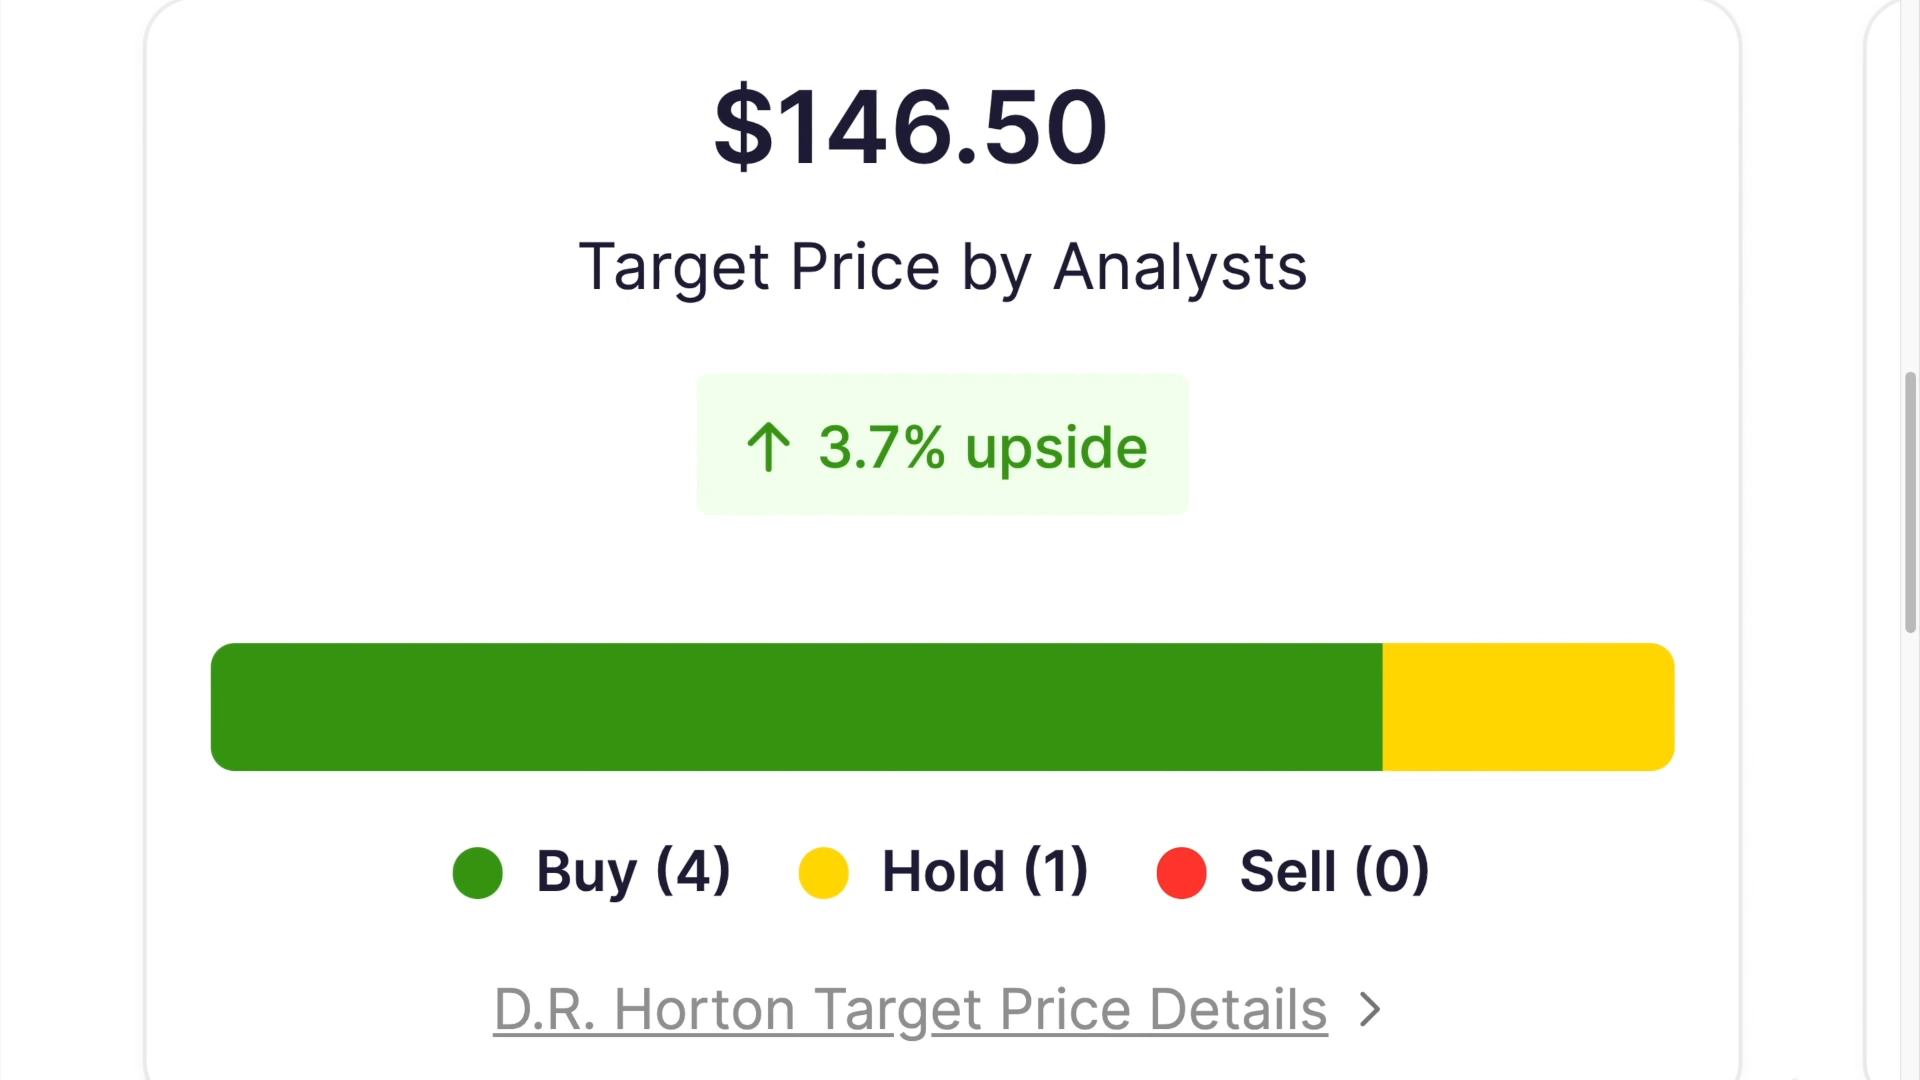 $146.50
Target Price by Analysts
↑ 3.7% upside
Buy (4) Hold (1) Sell (0)
D.R. Horton Target Price Details >